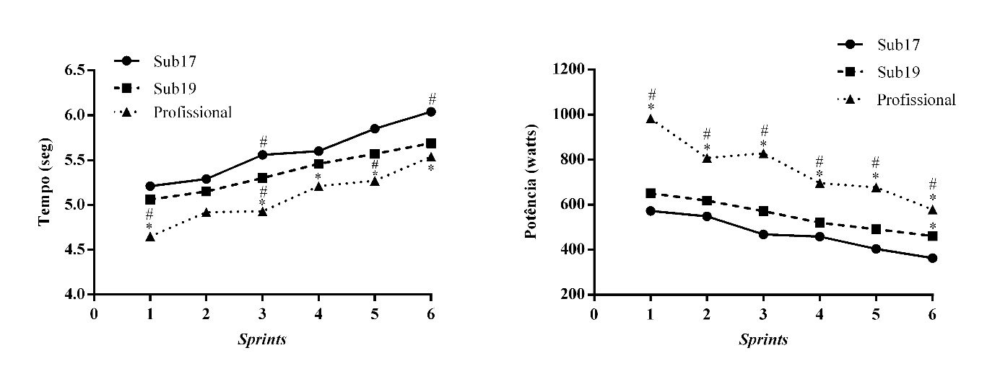 Sub17
Sub19
Profissional
Tempo (seg)
6.5
6.0
5.5
5.0
4.5
4.0
# # #
# #
* * *
# *
*
0 1 2 3 4 5 6
Sprints
Sub17
Sub19
Profissional
Potência (watts)
1200
1000
800
600
400
200
#
*
#
*
#
*
#
*
#
*
#
*
*
0 1 2 3 4 5 6
Sprints